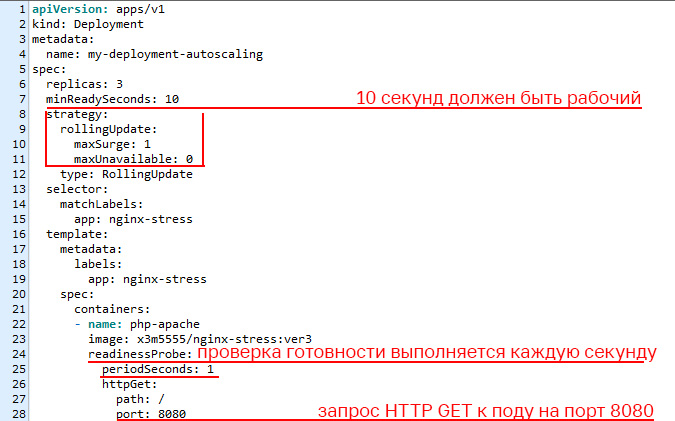 1 apiVersion: apps/v1
2 kind: Deployment
3 metadata:
4   name: my-deployment-autoscaling
5 spec:
6   replicas: 3
7   minReadySeconds: 10 10 секунд должен быть рабочий
8   strategy:
9     rollingUpdate:
10       maxSurge: 1
11       maxUnavailable: 0
12     type: RollingUpdate
13   selector:
14     matchLabels:
15       app: nginx-stress
16   template:
17     metadata:
18       labels:
19         app: nginx-stress
20     spec:
21       containers:
22       - name: php-apache
23         image: x3m5555/nginx-stress:ver3
24         readinessProbe: проверка готовности выполняется каждую секунду
25           periodSeconds: 1
26           httpGet:
27             path: /
28             port: 8080 запрос HTTP GET к поду на порт 8080